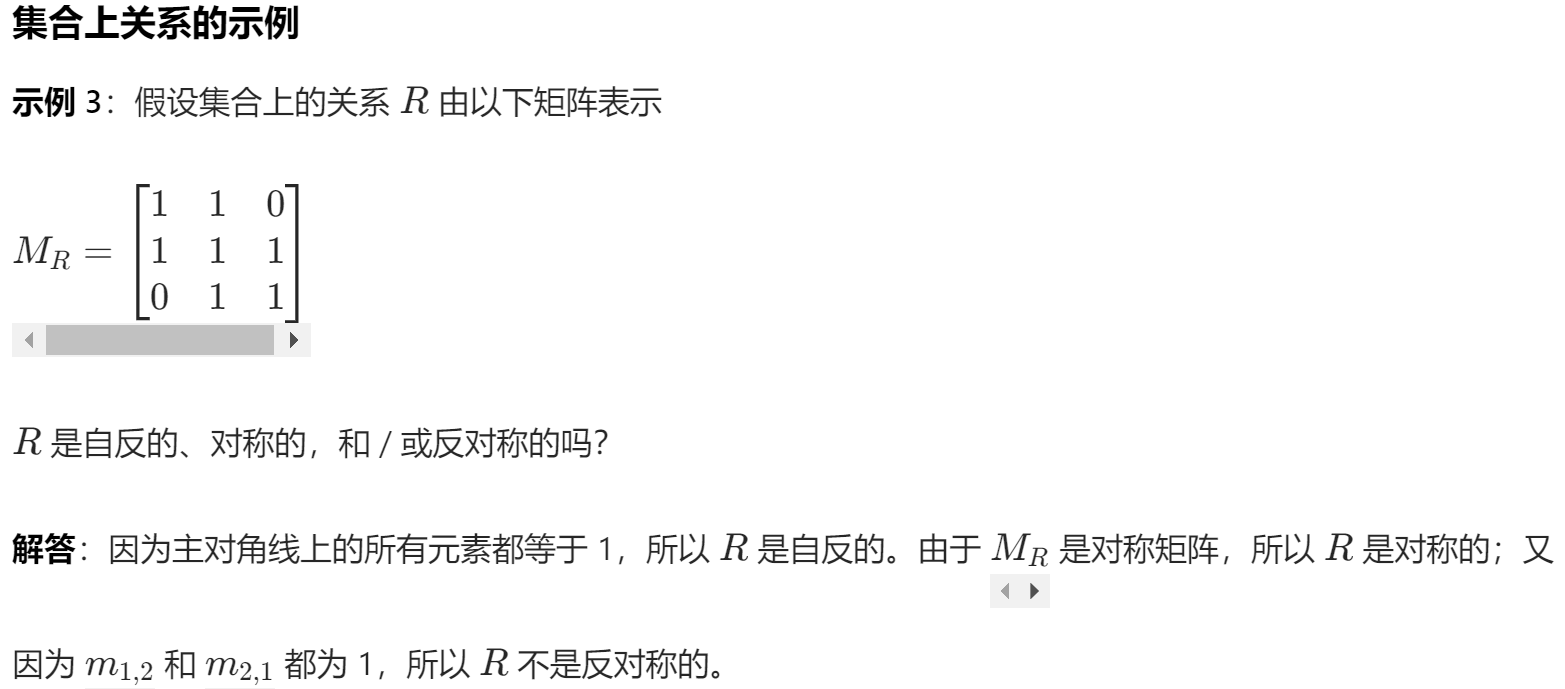 集合上关系的示例
示例 3：假设集合上的关系 R 由以下矩阵表示
M_R = [1 1 0
1 1 1
0 1 1]
R 是自反的、对称的，和 / 或反对称的吗？
解答：因为主对角线上的所有元素都等于 1，所以 R 是自反的。由于 M_R 是对称矩阵，所以 R 是对称的；又
因为 m_{1,2} 和 m_{2,1} 都为 1，所以 R 不是反对称的。